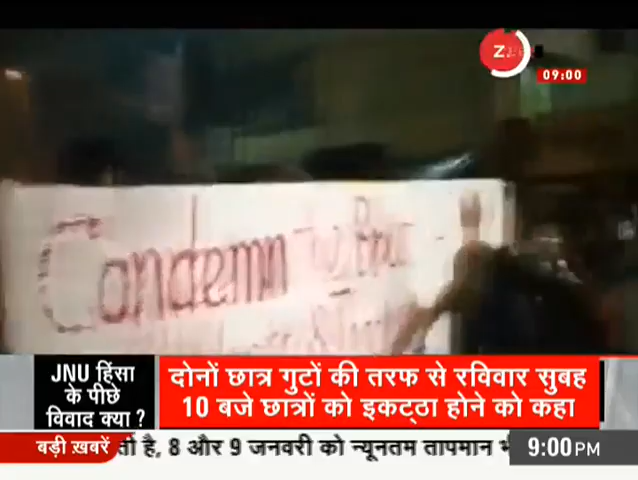 09:00
Condemn
JNU हिंसा
के पीछे
विवाद क्या ?
दोनों छात्र गुटों की तरफ से रविवार सुबह
10 बजे छात्रों को इकट्ठा होने को कहा
बड़ी ख़बरें
ती है, 8 और 9 जनवरी को न्यूनतम तापमान
9:00PM